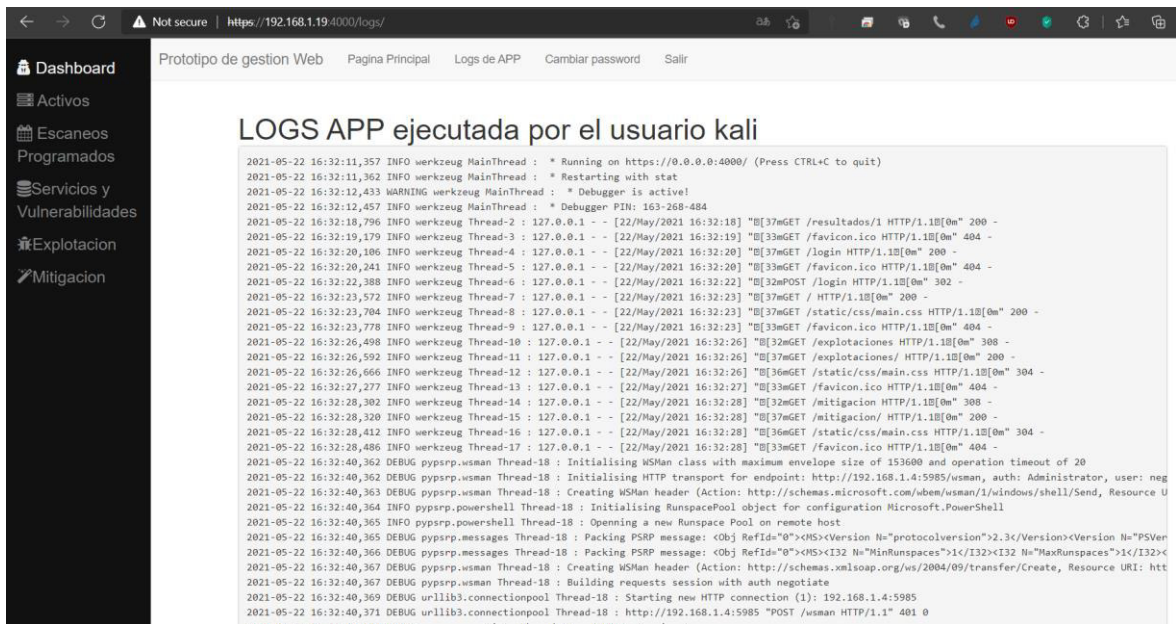 Not secure | https://192.168.1.19:4000/logs/
Dashboard
Activos
Escaneos
Programados
Servicios y
Vulnerabilidades
Explotacion
Mitigacion
Prototipo de gestion Web Pagina Principal Logs de APP Cambiar password Salir
LOGS APP ejecutada por el usuario kali
2021-05-22 16:32:11,357 INFO werkzeug MainThread :  * Running on https://0.0.0.0:4000/ (Press CTRL+C to quit)
2021-05-22 16:32:11,362 INFO werkzeug MainThread :  * Restarting with stat
2021-05-22 16:32:12,433 WARNING werkzeug MainThread :  * Debugger is active!
2021-05-22 16:32:12,457 INFO werkzeug MainThread :  * Debugger PIN: 163-268-484
2021-05-22 16:32:18,796 INFO werkzeug Thread-2 : 127.0.0.1 - - [22/May/2021 16:32:18] "[37mGET /resultados/1 HTTP/1.1[0m" 200 -
2021-05-22 16:32:19,179 INFO werkzeug Thread-3 : 127.0.0.1 - - [22/May/2021 16:32:19] "[33mGET /favicon.ico HTTP/1.1[0m" 404 -
2021-05-22 16:32:20,106 INFO werkzeug Thread-4 : 127.0.0.1 - - [22/May/2021 16:32:20] "[37mGET /login HTTP/1.1[0m" 200 -
2021-05-22 16:32:20,241 INFO werkzeug Thread-5 : 127.0.0.1 - - [22/May/2021 16:32:20] "[33mGET /favicon.ico HTTP/1.1[0m" 404 -
2021-05-22 16:32:22,388 INFO werkzeug Thread-6 : 127.0.0.1 - - [22/May/2021 16:32:22] "[32mPOST /login HTTP/1.1[0m" 302 -
2021-05-22 16:32:23,572 INFO werkzeug Thread-7 : 127.0.0.1 - - [22/May/2021 16:32:23] "[37mGET / HTTP/1.1[0m" 200 -
2021-05-22 16:32:23,704 INFO werkzeug Thread-8 : 127.0.0.1 - - [22/May/2021 16:32:23] "[37mGET /static/css/main.css HTTP/1.1[0m" 200 -
2021-05-22 16:32:23,778 INFO werkzeug Thread-9 : 127.0.0.1 - - [22/May/2021 16:32:23] "[33mGET /favicon.ico HTTP/1.1[0m" 404 -
2021-05-22 16:32:26,498 INFO werkzeug Thread-10 : 127.0.0.1 - - [22/May/2021 16:32:26] "[32mGET /explotaciones HTTP/1.1[0m" 308 -
2021-05-22 16:32:26,592 INFO werkzeug Thread-11 : 127.0.0.1 - - [22/May/2021 16:32:26] "[37mGET /explotaciones/ HTTP/1.1[0m" 200 -
2021-05-22 16:32:26,666 INFO werkzeug Thread-12 : 127.0.0.1 - - [22/May/2021 16:32:26] "[36mGET /static/css/main.css HTTP/1.1[0m" 304 -
2021-05-22 16:32:27,277 INFO werkzeug Thread-13 : 127.0.0.1 - - [22/May/2021 16:32:27] "[33mGET /favicon.ico HTTP/1.1[0m" 404 -
2021-05-22 16:32:28,302 INFO werkzeug Thread-14 : 127.0.0.1 - - [22/May/2021 16:32:28] "[32mGET /mitigacion HTTP/1.1[0m" 308 -
2021-05-22 16:32:28,320 INFO werkzeug Thread-15 : 127.0.0.1 - - [22/May/2021 16:32:28] "[37mGET /mitigacion/ HTTP/1.1[0m" 200 -
2021-05-22 16:32:28,412 INFO werkzeug Thread-16 : 127.0.0.1 - - [22/May/2021 16:32:28] "[36mGET /static/css/main.css HTTP/1.1[0m" 304 -
2021-05-22 16:32:28,486 INFO werkzeug Thread-17 : 127.0.0.1 - - [22/May/2021 16:32:28] "[33mGET /favicon.ico HTTP/1.1[0m" 404 -
2021-05-22 16:32:40,362 DEBUG pypsrp.wsman Thread-18 : Initialising WSMan class with maximum envelope size of 153600 and operation timeout of 20
2021-05-22 16:32:40,362 DEBUG pypsrp.wsman Thread-18 : Initialising HTTP transport for endpoint: http://192.168.1.4:5985/wsman, auth: Administrator, user: neg
2021-05-22 16:32:40,363 DEBUG pypsrp.wsman Thread-18 : Creating WSMan header (Action: http://schemas.microsoft.com/wbem/wsman/1/windows/shell/Send, Resource U
2021-05-22 16:32:40,364 INFO pypsrp.powershell Thread-18 : Initialising RunspacePool object for configuration Microsoft.PowerShell
2021-05-22 16:32:40,365 INFO pypsrp.powershell Thread-18 : Openning a new Runspace Pool on remote host
2021-05-22 16:32:40,365 DEBUG pypsrp.messages Thread-18 : Packing PSRP message: <Obj RefId="0"><MS><Version N="protocolversion">2.3</Version><Version N="PSVer
2021-05-22 16:32:40,366 DEBUG pypsrp.messages Thread-18 : Packing PSRP message: <Obj RefId="0"><MS><I32 N="MinRunspaces">1</I32><I32 N="MaxRunspaces">1</I32><
2021-05-22 16:32:40,367 DEBUG pypsrp.wsman Thread-18 : Creating WSMan header (Action: http://schemas.xmlsoap.org/ws/2004/09/transfer/Create, Resource URI: htt
2021-05-22 16:32:40,367 DEBUG pypsrp.wsman Thread-18 : Building requests session with auth negotiate
2021-05-22 16:32:40,369 DEBUG urllib3.connectionpool Thread-18 : Starting new HTTP connection (1): 192.168.1.4:5985
2021-05-22 16:32:40,371 DEBUG urllib3.connectionpool Thread-18 : http://192.168.1.4:5985 "POST /wsman HTTP/1.1" 401 0